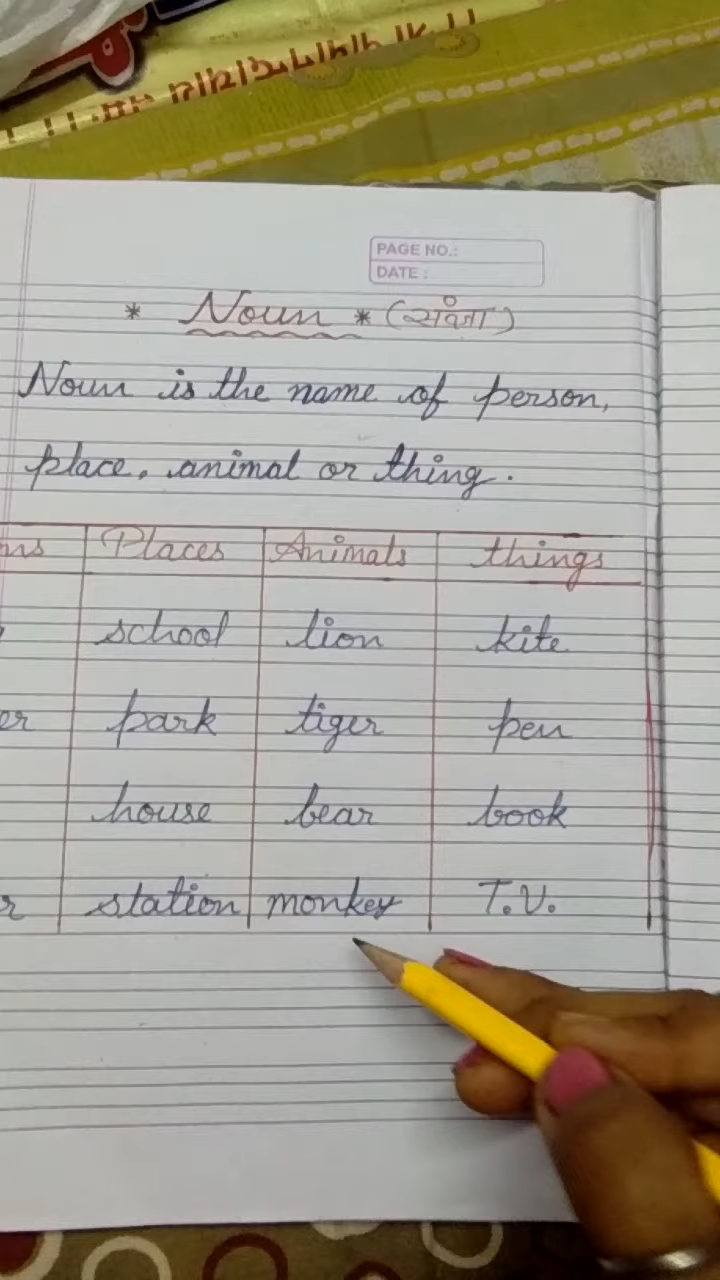 PAGE NO.:
DATE :
* Noun * (संज्ञा)
Noun is the name of person,
place, animal or thing.
Places Animals things
school lion kite
park tiger pen
house bear book
station monkey T.V.